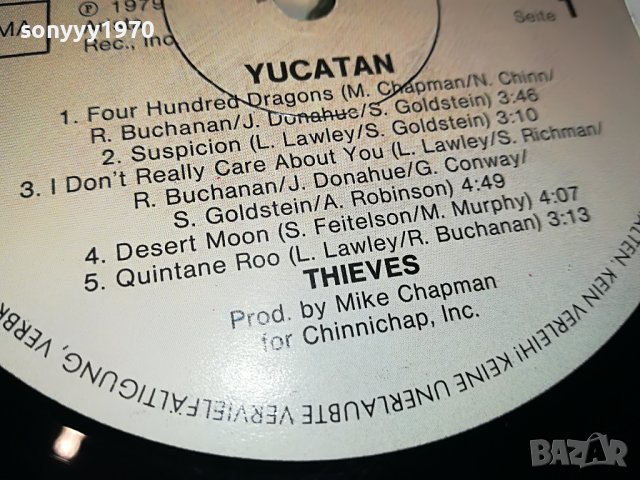 sonyyy1970
MA
℗ 1979
Rec., Inc.
Seite 1
YUCATAN
1. Four Hundred Dragons (M. Chapman/N. Chinn/
R. Buchanan/J. Donahue/S. Goldstein) 3:46
2. Suspicion (L. Lawley/S. Goldstein) 3:10
3. I Don't Really Care About You (L. Lawley/S. Richman/
R. Buchanan/J. Donahue/G. Conway/
S. Goldstein/A. Robinson) 4:49
4. Desert Moon (S. Feitelson/M. Murphy) 4:07
5. Quintane Roo (L. Lawley/R. Buchanan) 3:13
THIEVES
Prod. by Mike Chapman
for Chinnichap, Inc.
VERVIELFÄLTIGUNG, KEINE UNERLAUBTE KEIN VERLEIH!
BAZAR